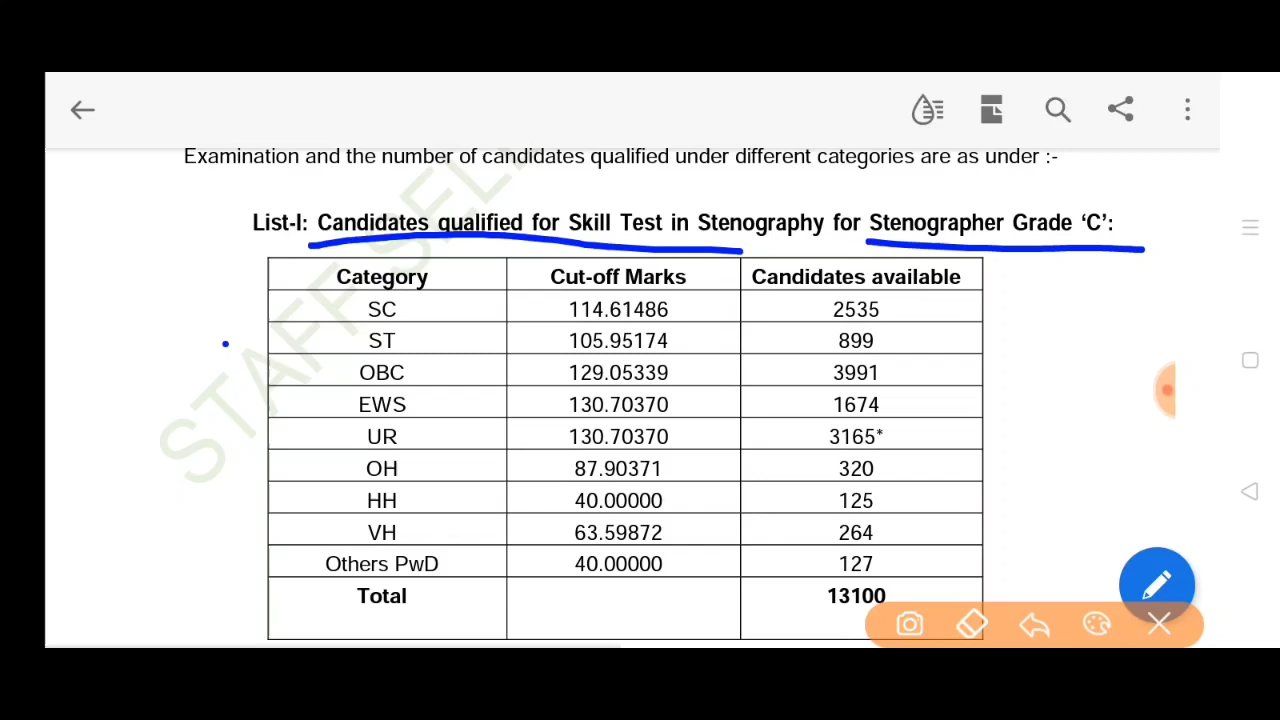 Examination and the number of candidates qualified under different categories are as under :-
List-I: Candidates qualified for Skill Test in Stenography for Stenographer Grade ‘C’:
Category Cut-off Marks Candidates available
SC 114.61486 2535
ST 105.95174 899
OBC 129.05339 3991
EWS 130.70370 1674
UR 130.70370 3165*
OH 87.90371 320
HH 40.00000 125
VH 63.59872 264
Others PwD 40.00000 127
Total 13100
STAFF SEL